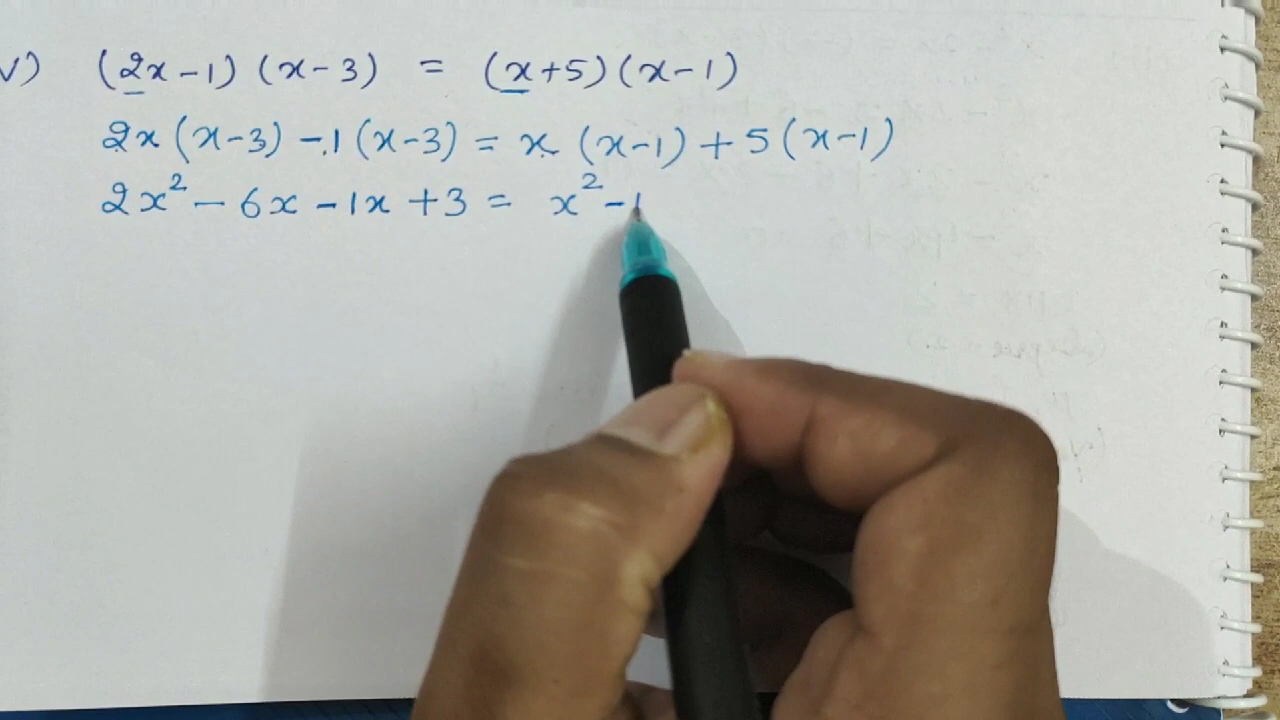 v) (2x-1) (x-3) = (x+5)(x-1)
2x (x-3) -1 (x-3) = x (x-1) + 5 (x-1)
2x² - 6x - 1x + 3 = x² - 1